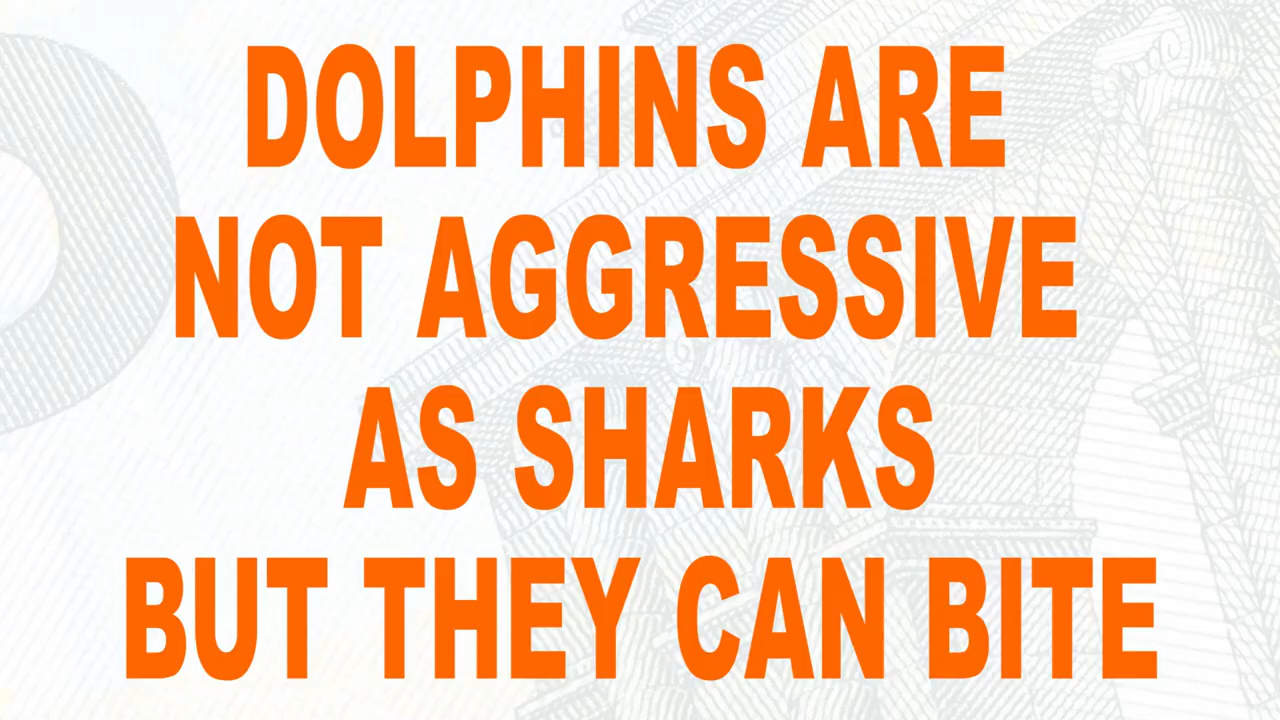 DOLPHINS ARE
NOT AGGRESSIVE
AS SHARKS
BUT THEY CAN BITE